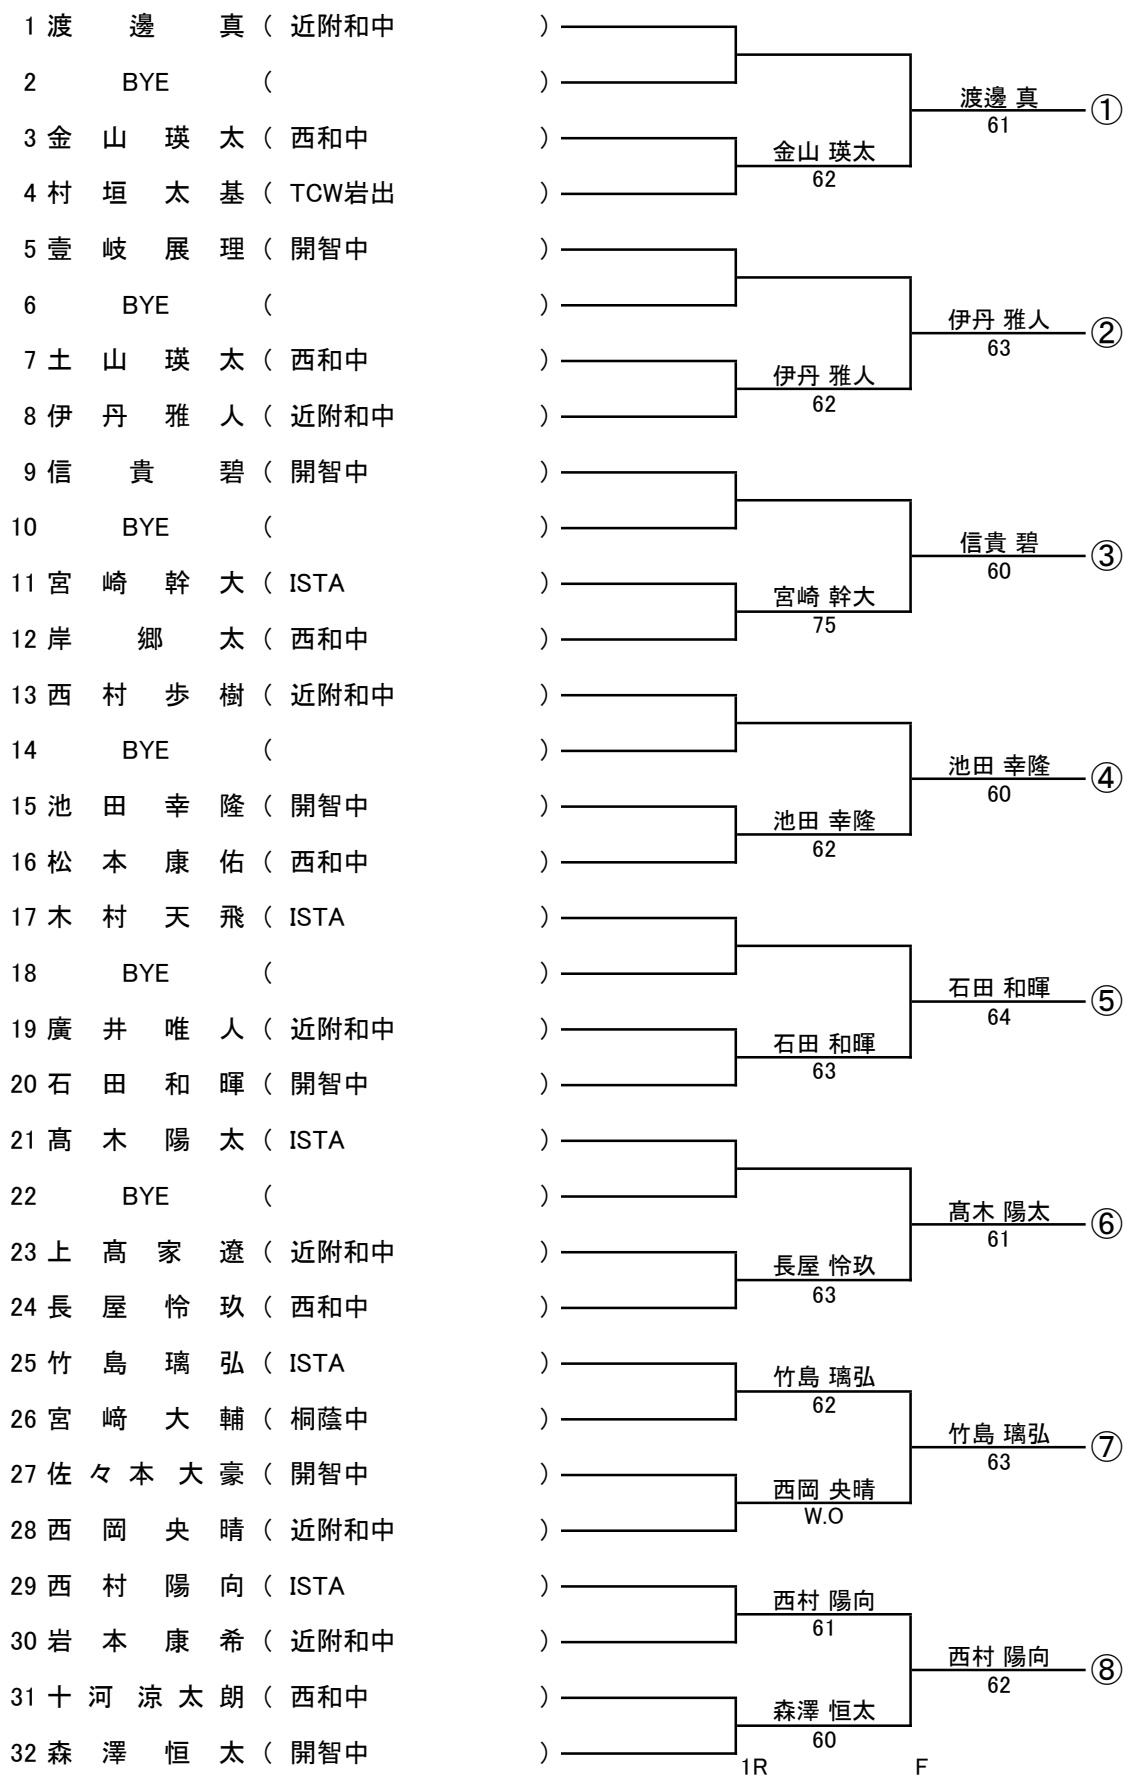 1 渡 邊 真 ( 近附和中 )
2 BYE ( )
渡邊 真 ①
61
3 金 山 瑛 太 ( 西和中 )
金山 瑛太
62
4 村 垣 太 基 ( TCW岩出 )
5 壹 岐 展 理 ( 開智中 )
6 BYE ( )
伊丹 雅人 ②
63
7 土 山 瑛 太 ( 西和中 )
伊丹 雅人
62
8 伊 丹 雅 人 ( 近附和中 )
9 信 貴 碧 ( 開智中 )
10 BYE ( )
信貴 碧 ③
60
11 宮 崎 幹 大 ( ISTA )
宮崎 幹大
75
12 岸 郷 太 ( 西和中 )
13 西 村 歩 樹 ( 近附和中 )
14 BYE ( )
池田 幸隆 ④
60
15 池 田 幸 隆 ( 開智中 )
池田 幸隆
62
16 松 本 康 佑 ( 西和中 )
17 木 村 天 飛 ( ISTA )
18 BYE ( )
石田 和暉 ⑤
64
19 廣 井 唯 人 ( 近附和中 )
石田 和暉
63
20 石 田 和 暉 ( 開智中 )
21 髙 木 陽 太 ( ISTA )
22 BYE ( )
髙木 陽太 ⑥
61
23 上 髙 家 遼 ( 近附和中 )
長屋 怜玖
63
24 長 屋 怜 玖 ( 西和中 )
25 竹 島 璃 弘 ( ISTA )
竹島 璃弘
62
26 宮 﨑 大 輔 ( 桐蔭中 )
竹島 璃弘 ⑦
63
27 佐 々 本 大 豪 ( 開智中 )
西岡 央晴
W.O
28 西 岡 央 晴 ( 近附和中 )
29 西 村 陽 向 ( ISTA )
西村 陽向
61
30 岩 本 康 希 ( 近附和中 )
西村 陽向 ⑧
62
31 十 河 涼 太 朗 ( 西和中 )
森澤 恒太
60
32 森 澤 恒 太 ( 開智中 )
1R F